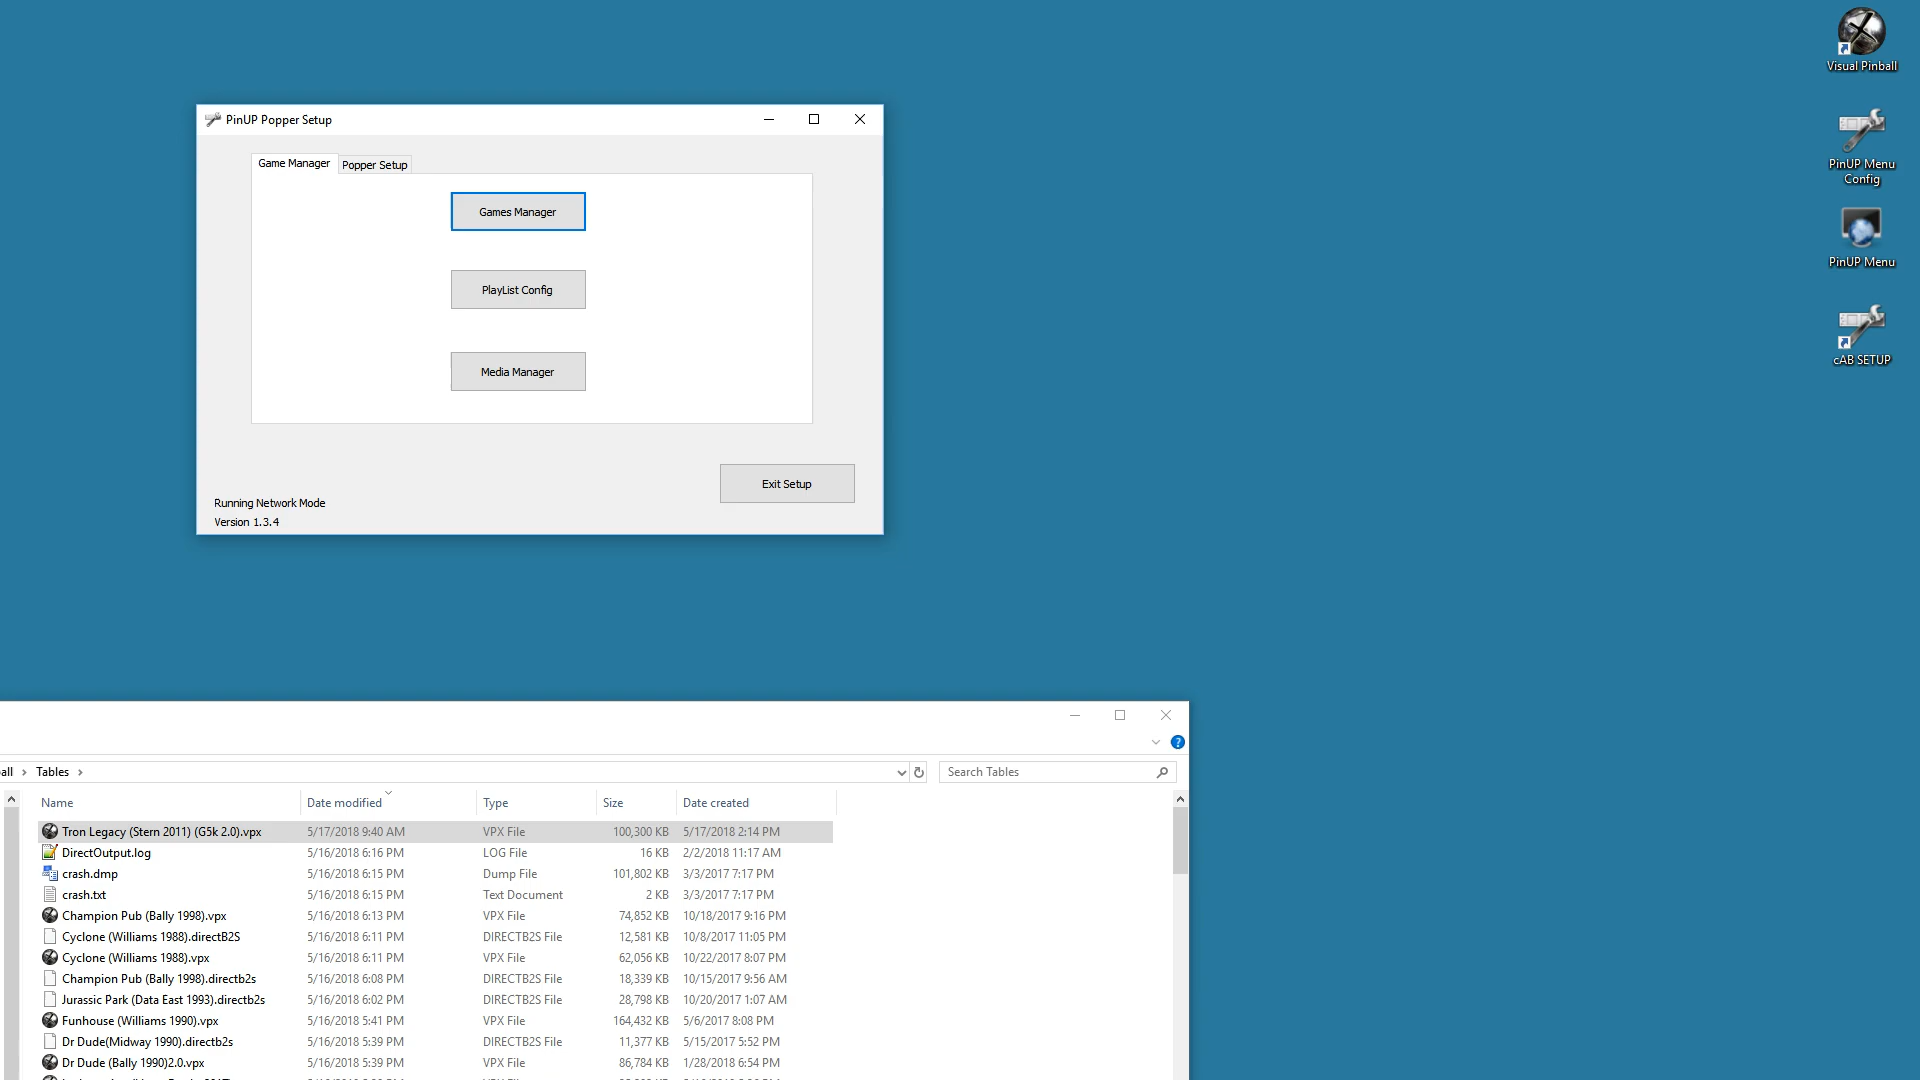 Visual Pinball
PinUP Menu
Config
PinUP Menu
cAB SETUP
PinUP Popper Setup
Game Manager Popper Setup
Games Manager
PlayList Config
Media Manager
Exit Setup
Running Network Mode
Version 1.3.4
?
all > Tables > Search Tables
Name Date modified Type Size Date created
Tron Legacy (Stern 2011) (G5k 2.0).vpx 5/17/2018 9:40 AM VPX File 100,300 KB 5/17/2018 2:14 PM
DirectOutput.log 5/16/2018 6:16 PM LOG File 16 KB 2/2/2018 11:17 AM
crash.dmp 5/16/2018 6:15 PM Dump File 101,802 KB 3/3/2017 7:17 PM
crash.txt 5/16/2018 6:15 PM Text Document 2 KB 3/3/2017 7:17 PM
Champion Pub (Bally 1998).vpx 5/16/2018 6:13 PM VPX File 74,852 KB 10/18/2017 9:16 PM
Cyclone (Williams 1988).directB2S 5/16/2018 6:11 PM DIRECTB2S File 12,581 KB 10/8/2017 11:05 PM
Cyclone (Williams 1988).vpx 5/16/2018 6:11 PM VPX File 62,056 KB 10/22/2017 8:07 PM
Champion Pub (Bally 1998).directb2s 5/16/2018 6:08 PM DIRECTB2S File 18,339 KB 10/15/2017 9:56 AM
Jurassic Park (Data East 1993).directb2s 5/16/2018 6:02 PM DIRECTB2S File 28,798 KB 10/20/2017 1:07 AM
Funhouse (Williams 1990).vpx 5/16/2018 5:41 PM VPX File 164,432 KB 5/6/2017 8:08 PM
Dr Dude(Midway 1990).directb2s 5/16/2018 5:39 PM DIRECTB2S File 11,377 KB 5/15/2017 5:52 PM
Dr Dude (Bally 1990)2.0.vpx 5/16/2018 5:39 PM VPX File 86,784 KB 1/28/2018 6:54 PM